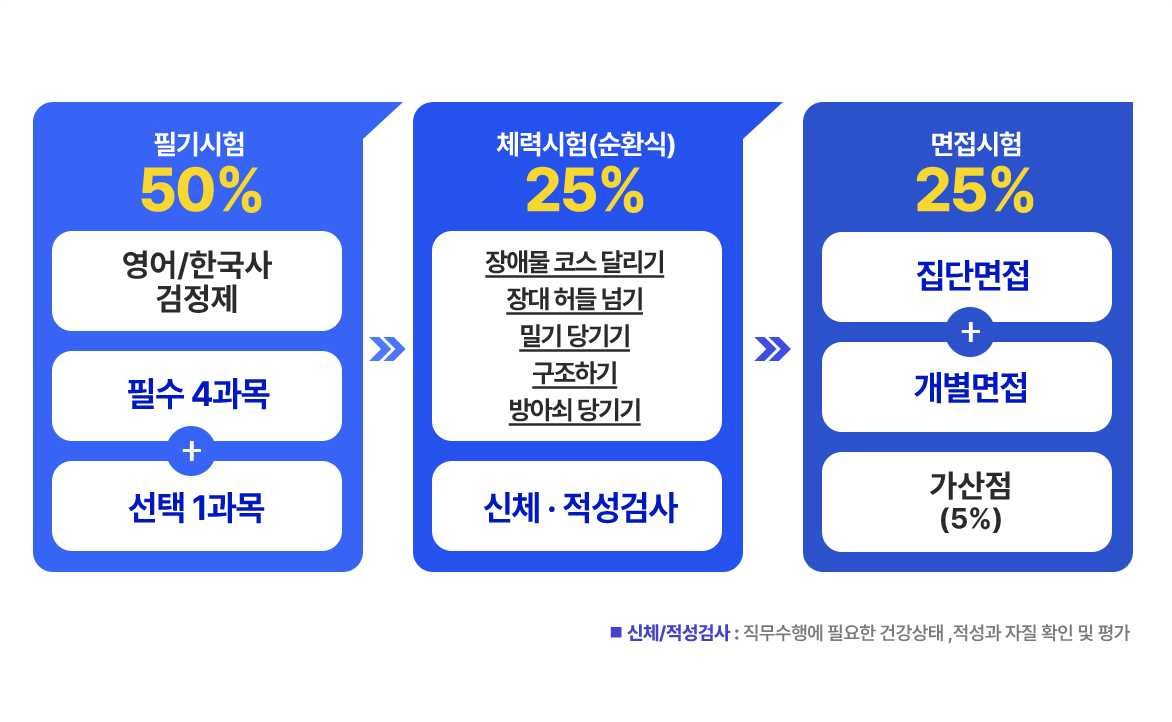 필기시험
50%
영어/한국사
검정제
필수 4과목
+
선택 1과목
체력시험(순환식)
25%
장애물 코스 달리기
장대 허들 넘기
밀기 당기기
구조하기
방아쇠 당기기
신체 · 적성검사
면접시험
25%
집단면접
+
개별면접
가산점
(5%)
■ 신체/적성검사 : 직무수행에 필요한 건강상태 ,적성과 자질 확인 및 평가